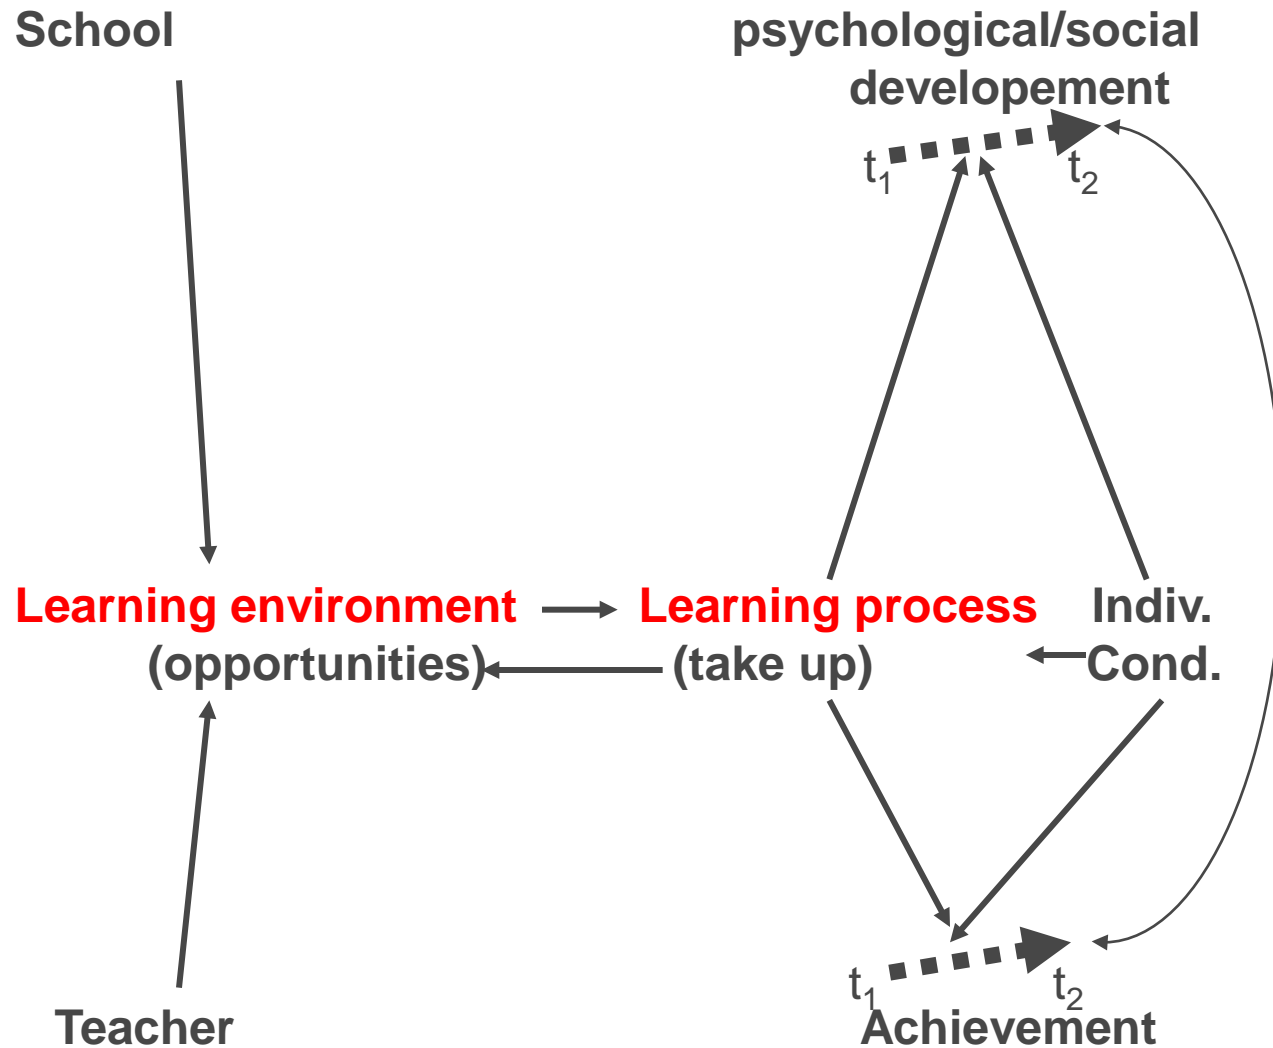 School
psychological/social
developement
t₁
t₂
Learning environment
(opportunities)
Learning process
(take up)
Indiv.
Cond.
t₁
t₂
Teacher
Achievement